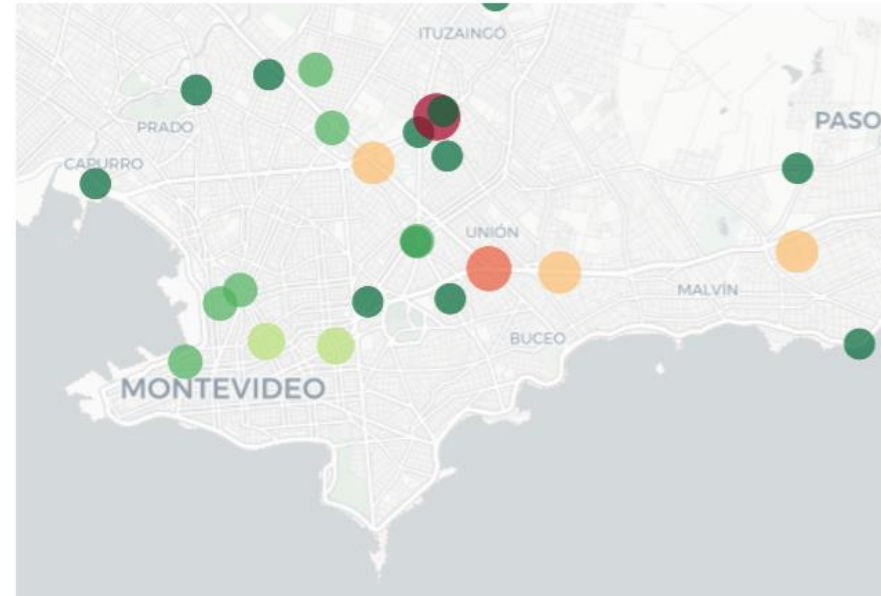 ITUZAINGÓ
PASO
PRADO
CAPURRO
UNIÓN
MALVÍN
BUCEO
MONTEVIDEO